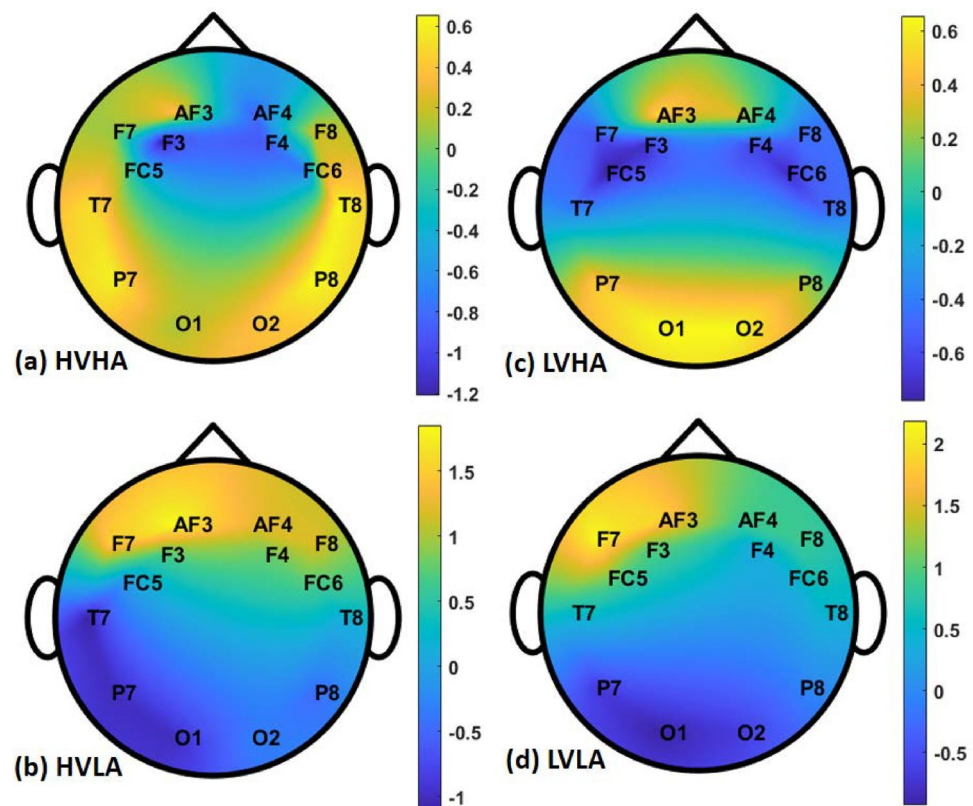 AF3 AF4
F7 F3 F4 F8
FC5 FC6
T7 T8
P7 P8
O1 O2
(a) HVHA
0.6
0.4
0.2
0
-0.2
-0.4
-0.6
-0.8
-1
-1.2
AF3 AF4
F7 F3 F4 F8
FC5 FC6
T7 T8
P7 P8
O1 O2
(c) LVHA
0.6
0.4
0.2
0
-0.2
-0.4
-0.6
AF3 AF4
F7 F3 F4 F8
FC5 FC6
T7 T8
P7 P8
O1 O2
(b) HVLA
1.5
1
0.5
0
-0.5
-1
AF3 AF4
F7 F3 F4 F8
FC5 FC6
T7 T8
P7 P8
O1 O2
(d) LVLA
2
1.5
1
0.5
0
-0.5